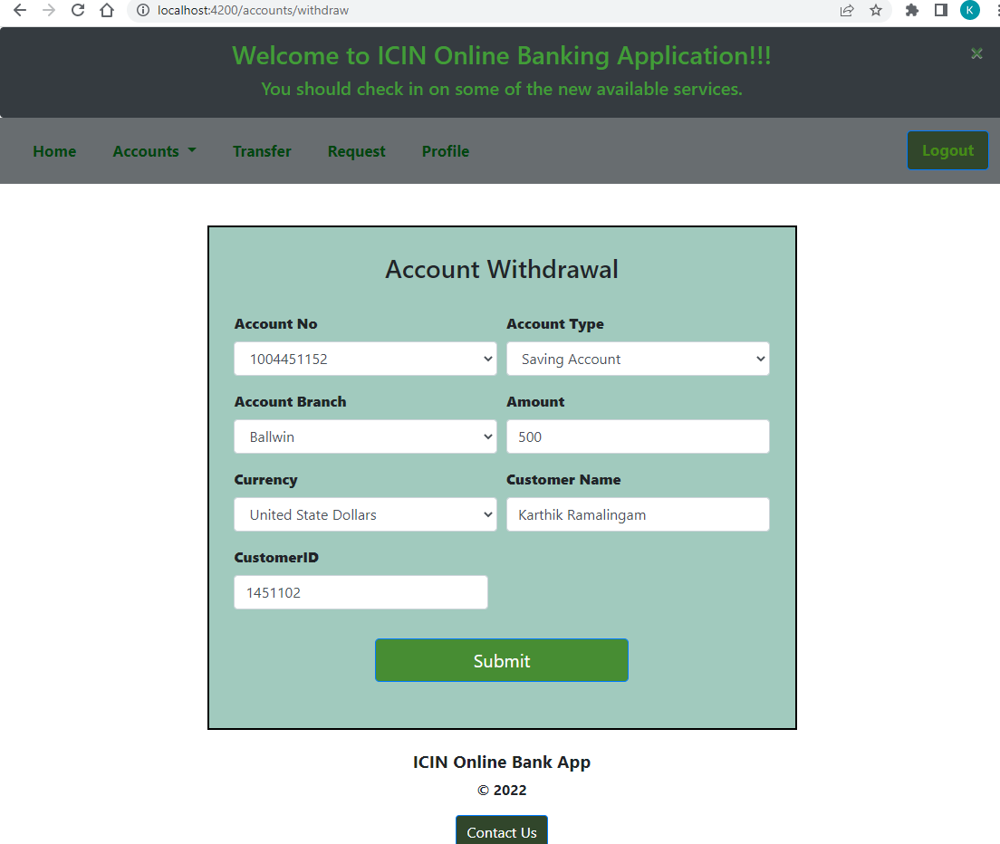 localhost:4200/accounts/withdraw
K
Welcome to ICIN Online Banking Application!!!
×
You should check in on some of the new available services.
Home Accounts Transfer Request Profile Logout
Account Withdrawal
Account No Account Type
1004451152 Saving Account
Account Branch Amount
Ballwin 500
Currency Customer Name
United State Dollars Karthik Ramalingam
CustomerID
1451102
Submit
ICIN Online Bank App
© 2022
Contact Us